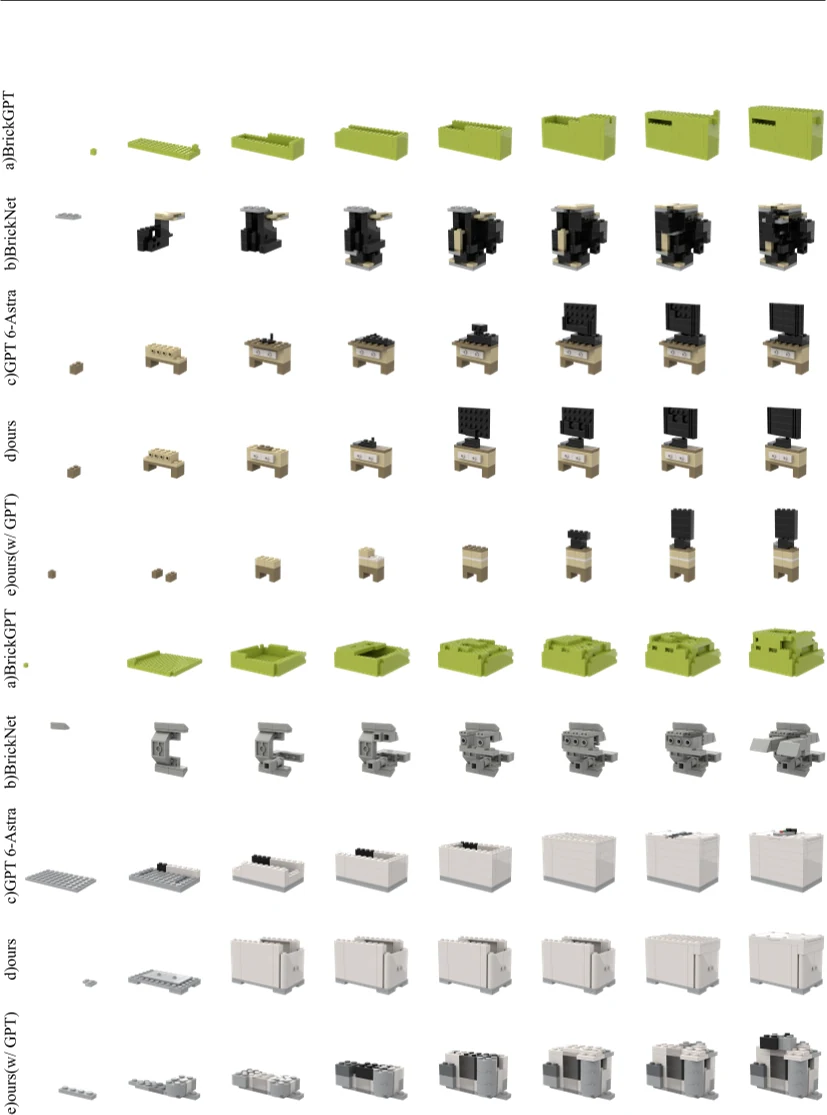 a)BrickGPT
b)BrickNet
c)GPT 6-Astra
d)ours
e)ours(w/ GPT)
a)BrickGPT
b)BrickNet
c)GPT 6-Astra
d)ours
e)ours(w/ GPT)